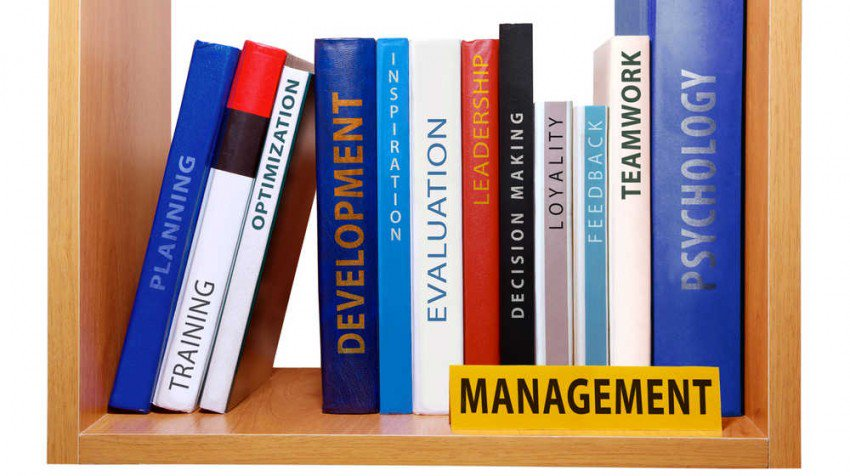 PLANNING
TRAINING
OPTIMIZATION
DEVELOPMENT
INSPIRATION
EVALUATION
LEADERSHIP
DECISION MAKING
LOYALITY
FEEDBACK
TEAMWORK
PSYCHOLOGY
MANAGEMENT